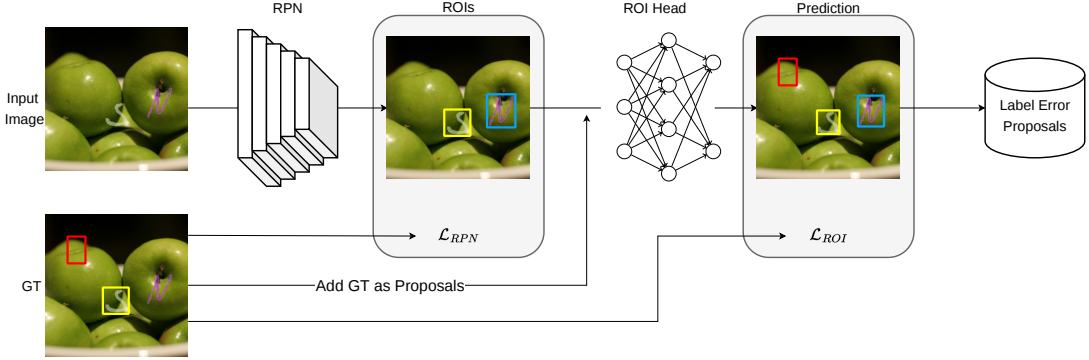 RPN
ROIs
ROI Head
Prediction
Input
Image
Label Error
Proposals
ℒ_RPN
ℒ_ROI
GT
Add GT as Proposals